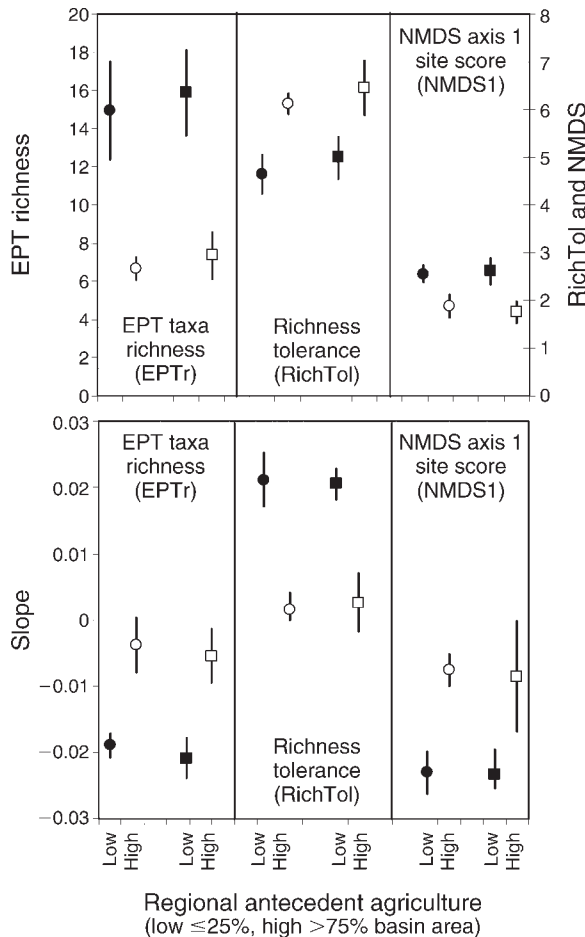 20
18
16
14
12
10
8
6
4
2
0
EPT richness
EPT taxa
richness
(EPTr)
Richness
tolerance
(RichTol)
NMDS axis 1
site score
(NMDS1)
8
7
6
5
4
3
2
1
0
RichTol and NMDS
0.03
0.02
0.01
0
−0.01
−0.02
−0.03
Slope
EPT taxa
richness
(EPTr)
Richness
tolerance
(RichTol)
NMDS axis 1
site score
(NMDS1)
Low
High
Low
High
Low
High
Low
High
Low
High
Low
High
Regional antecedent agriculture
(low ≤25%, high >75% basin area)